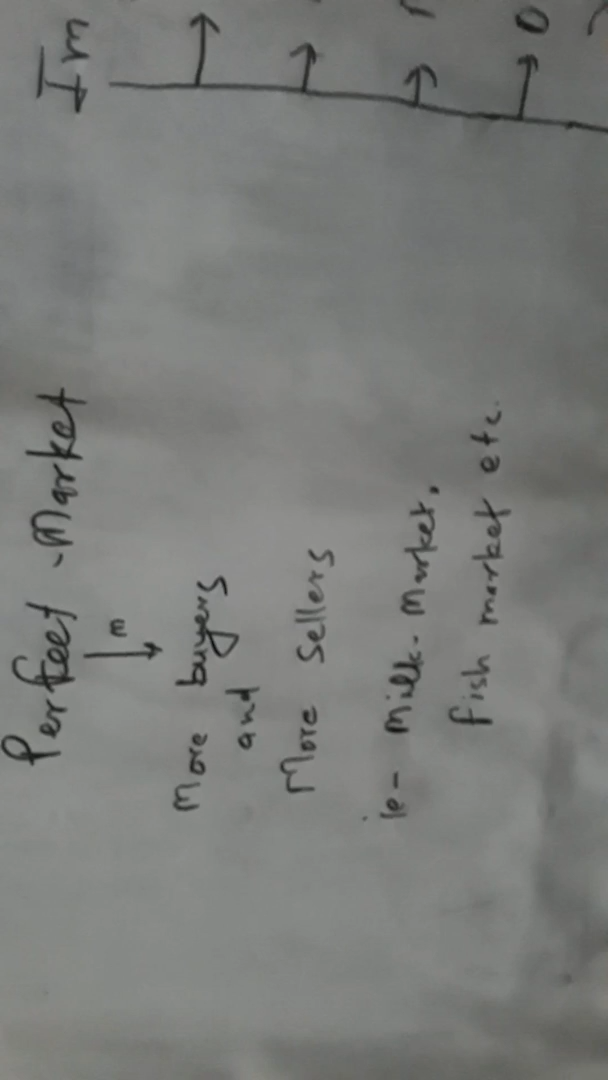 Perfect - Market
m
More buyers
and
More Sellers
ie - Milk - Market,
fish market etc.
Im